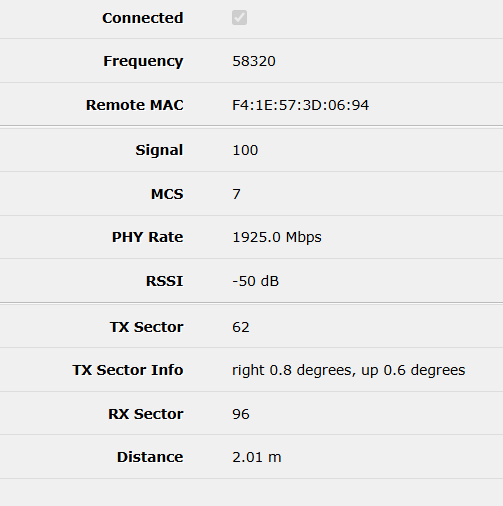 Connected
Frequency 58320
Remote MAC F4:1E:57:3D:06:94
Signal 100
MCS 7
PHY Rate 1925.0 Mbps
RSSI -50 dB
TX Sector 62
TX Sector Info right 0.8 degrees, up 0.6 degrees
RX Sector 96
Distance 2.01 m